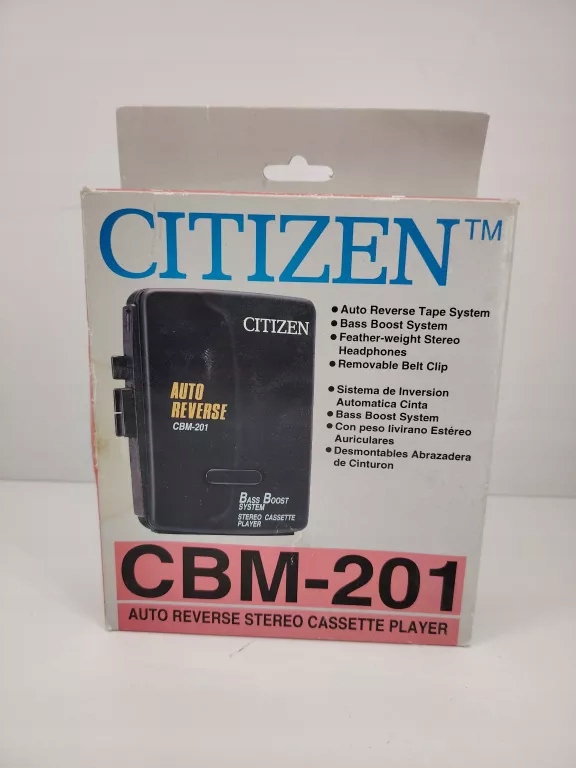 CITIZEN™
CITIZEN
AUTO
REVERSE
CBM-201
BASS BOOST
SYSTEM
STEREO CASSETTE
PLAYER
• Auto Reverse Tape System
• Bass Boost System
• Feather-weight Stereo
Headphones
• Removable Belt Clip
• Sistema de Inversion
Automatica Cinta
• Bass Boost System
• Con peso livirano Estéreo
Auriculares
• Desmontables Abrazadera
de Cinturon
CBM-201
AUTO REVERSE STEREO CASSETTE PLAYER